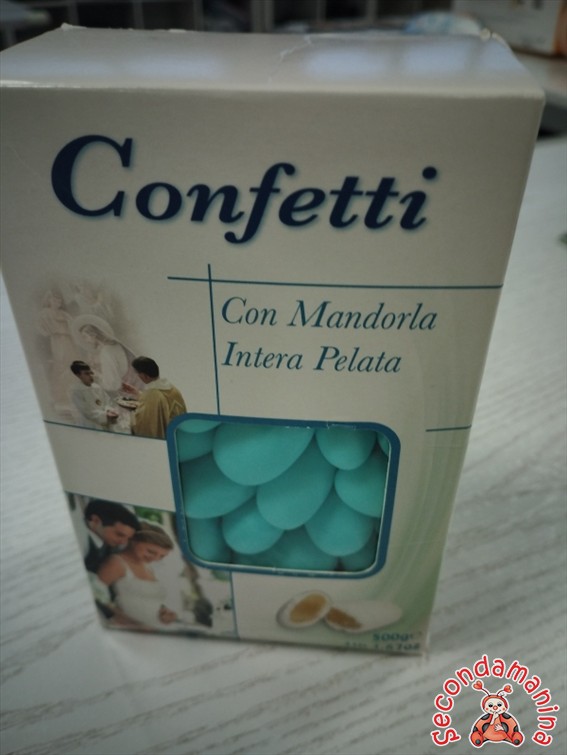 Confetti
Con Mandorla
Intera Pelata
500g
secondamanina